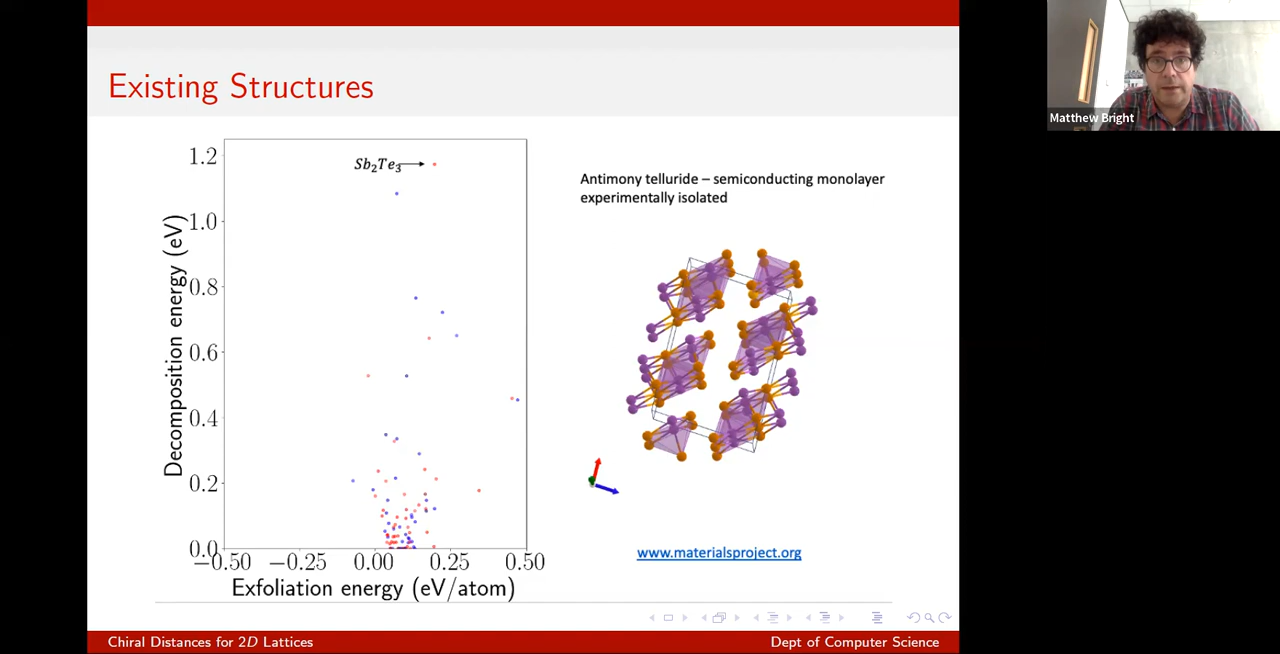 Existing Structures
Matthew Bright
Sb₂Te₃
Antimony telluride – semiconducting monolayer
experimentally isolated
Decomposition energy (eV)
1.2
1.0
0.8
0.6
0.4
0.2
0.0
−0.50 −0.25 0.00 0.25 0.50
Exfoliation energy (eV/atom)
www.materialsproject.org
Chiral Distances for 2D Lattices
Dept of Computer Science